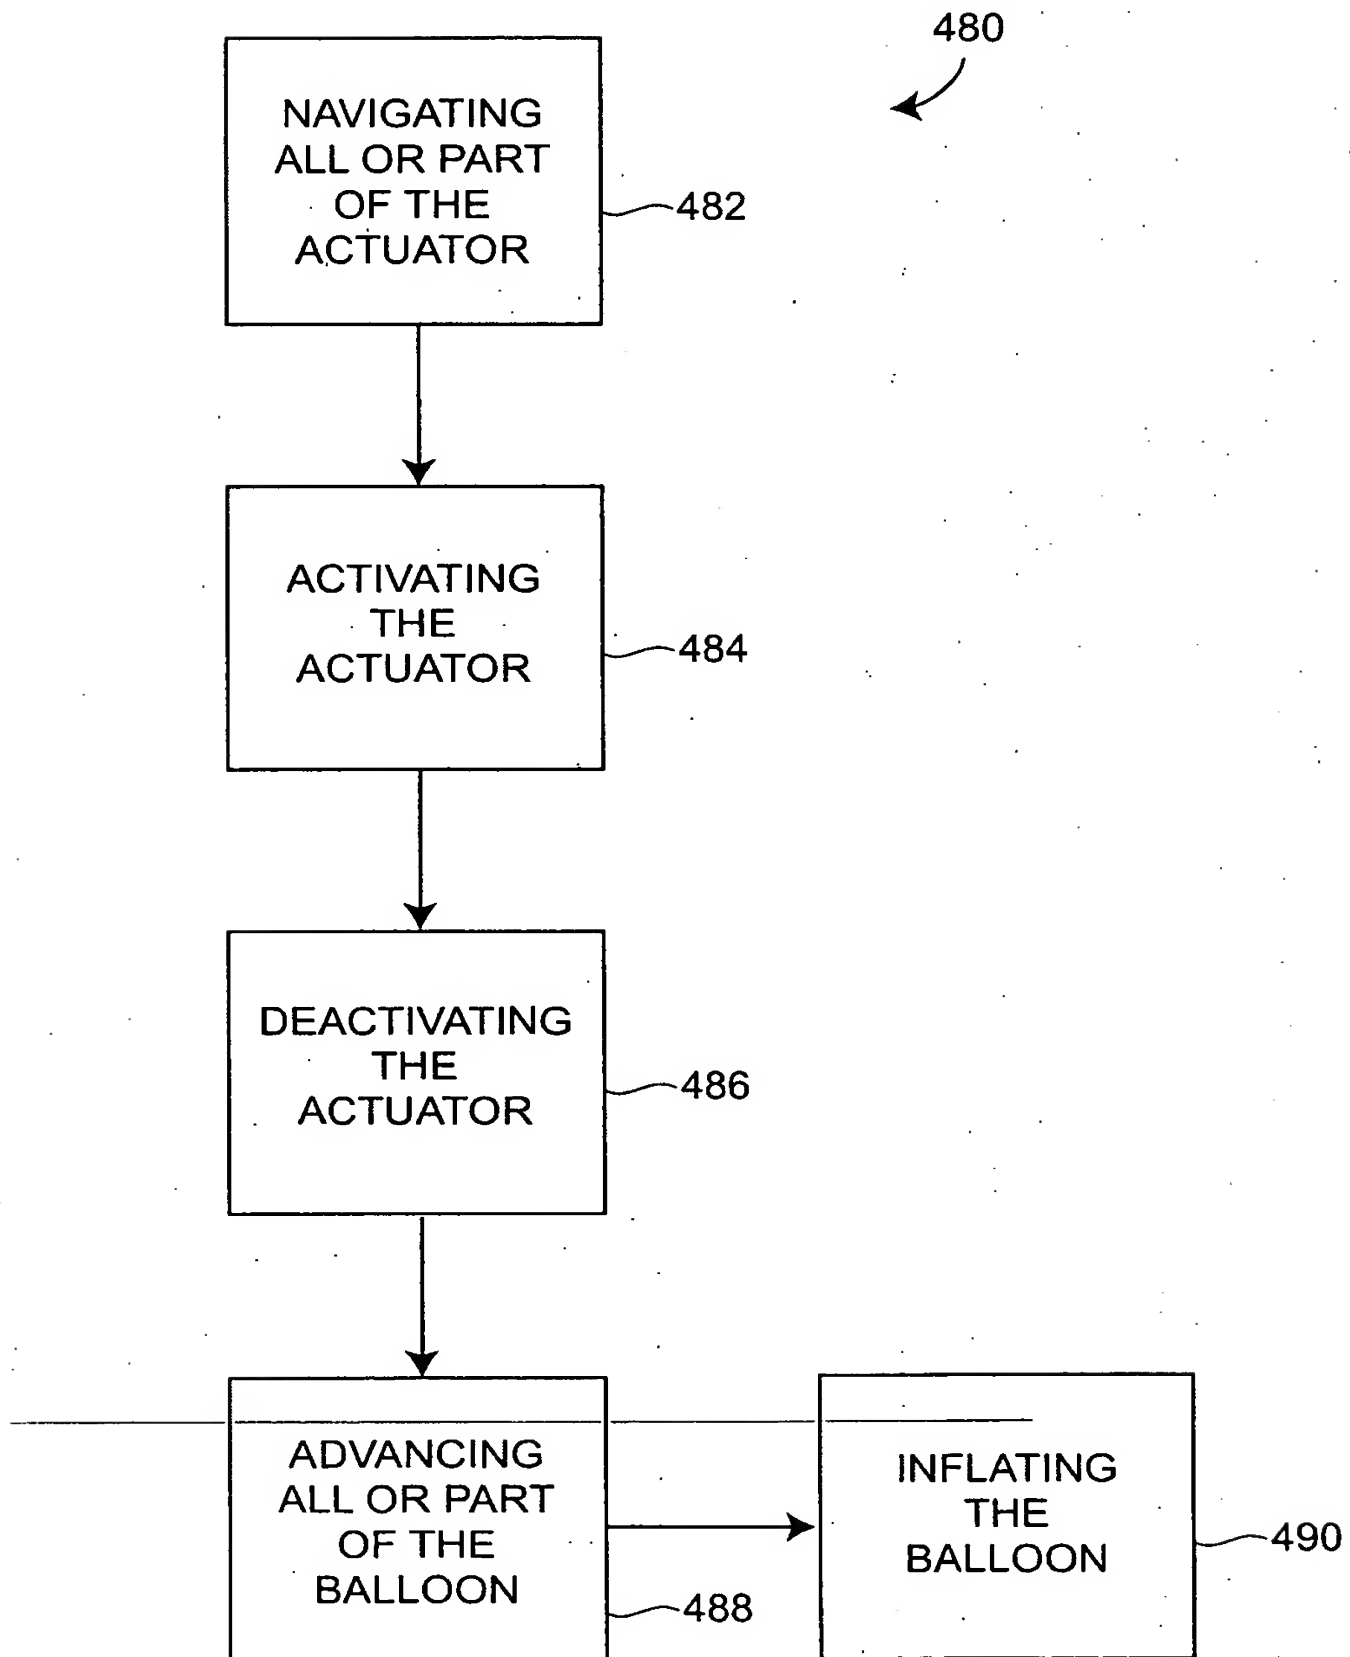 480
NAVIGATING
ALL OR PART
OF THE
ACTUATOR
482
ACTIVATING
THE
ACTUATOR
484
DEACTIVATING
THE
ACTUATOR
486
ADVANCING
ALL OR PART
OF THE
BALLOON
488
INFLATING
THE
BALLOON
490